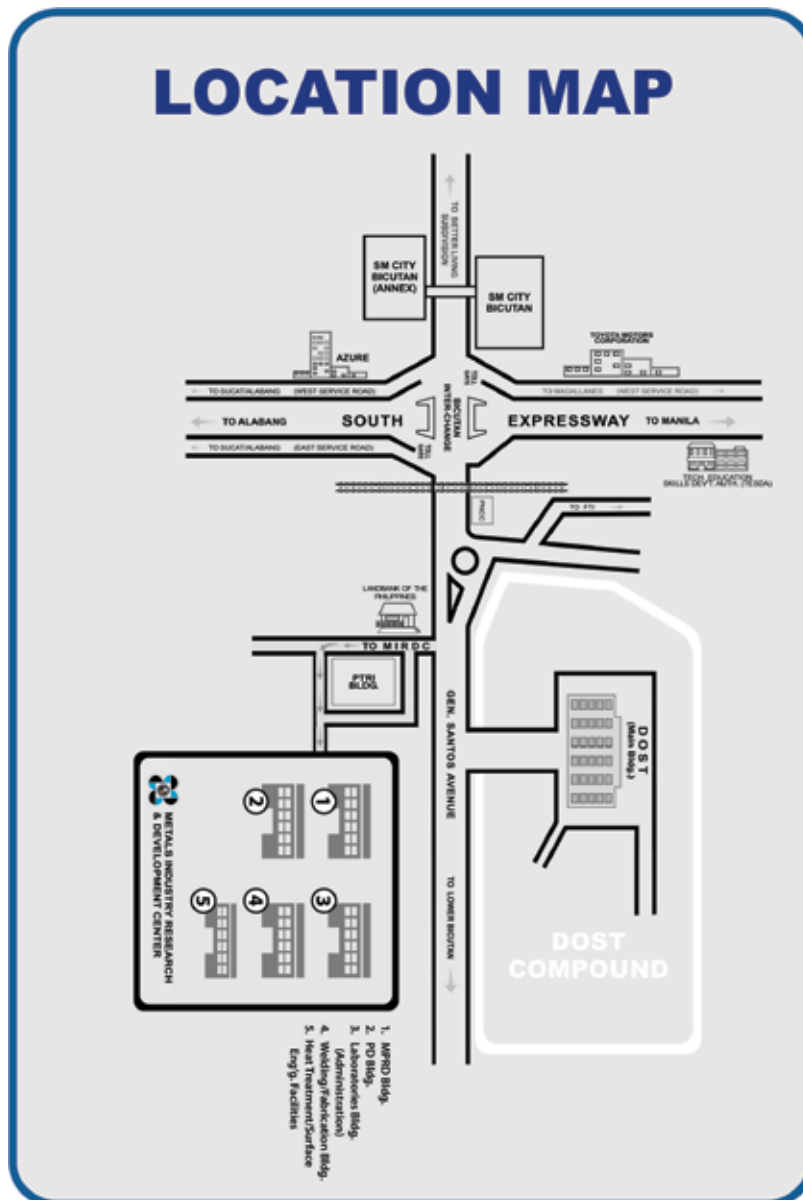 LOCATION MAP
TO BETTER LIVING
SUBDIVISION
SM CITY
BICUTAN
(ANNEX)
SM CITY
BICUTAN
AZURE
TOYOTA MOTORS
CORPORATION
TO SUCAT/ALABANG (WEST SERVICE ROAD)
TOLL
GATE
TO MAGALLANES (WEST SERVICE ROAD)
TO ALABANG
SOUTH
BICUTAN
INTER-CHANGE
EXPRESSWAY
TO MANILA
TO SUCAT/ALABANG (EAST SERVICE ROAD)
TOLL
GATE
TECH. EDUCATION
SKILLS DEV'T. AUTH. (TESDA)
PNCC
TO FTI
LANDBANK OF THE
PHILIPPINES
TO MIRDC
PTRI
BLDG.
GEN. SANTOS AVENUE
DOST
(Main Bldg.)
TO LOWER BICUTAN
DOST
COMPOUND
METALS INDUSTRY RESEARCH
& DEVELOPMENT CENTER
1
2
3
4
5
1. MPRD Bldg.
2. PD Bldg.
3. Laboratories Bldg.
(Administration)
4. Welding/Fabrication Bldg.
5. Heat Treatment/Surface
Eng'g. Facilities